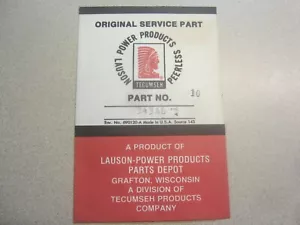 ORIGINAL SERVICE PART
LAUSON POWER PRODUCTS PEERLESS
TECUMSEH
PART NO.
10
A PRODUCT OF
LAUSON-POWER PRODUCTS
PARTS DEPOT
GRAFTON, WISCONSIN
A DIVISION OF
TECUMSEH PRODUCTS
COMPANY